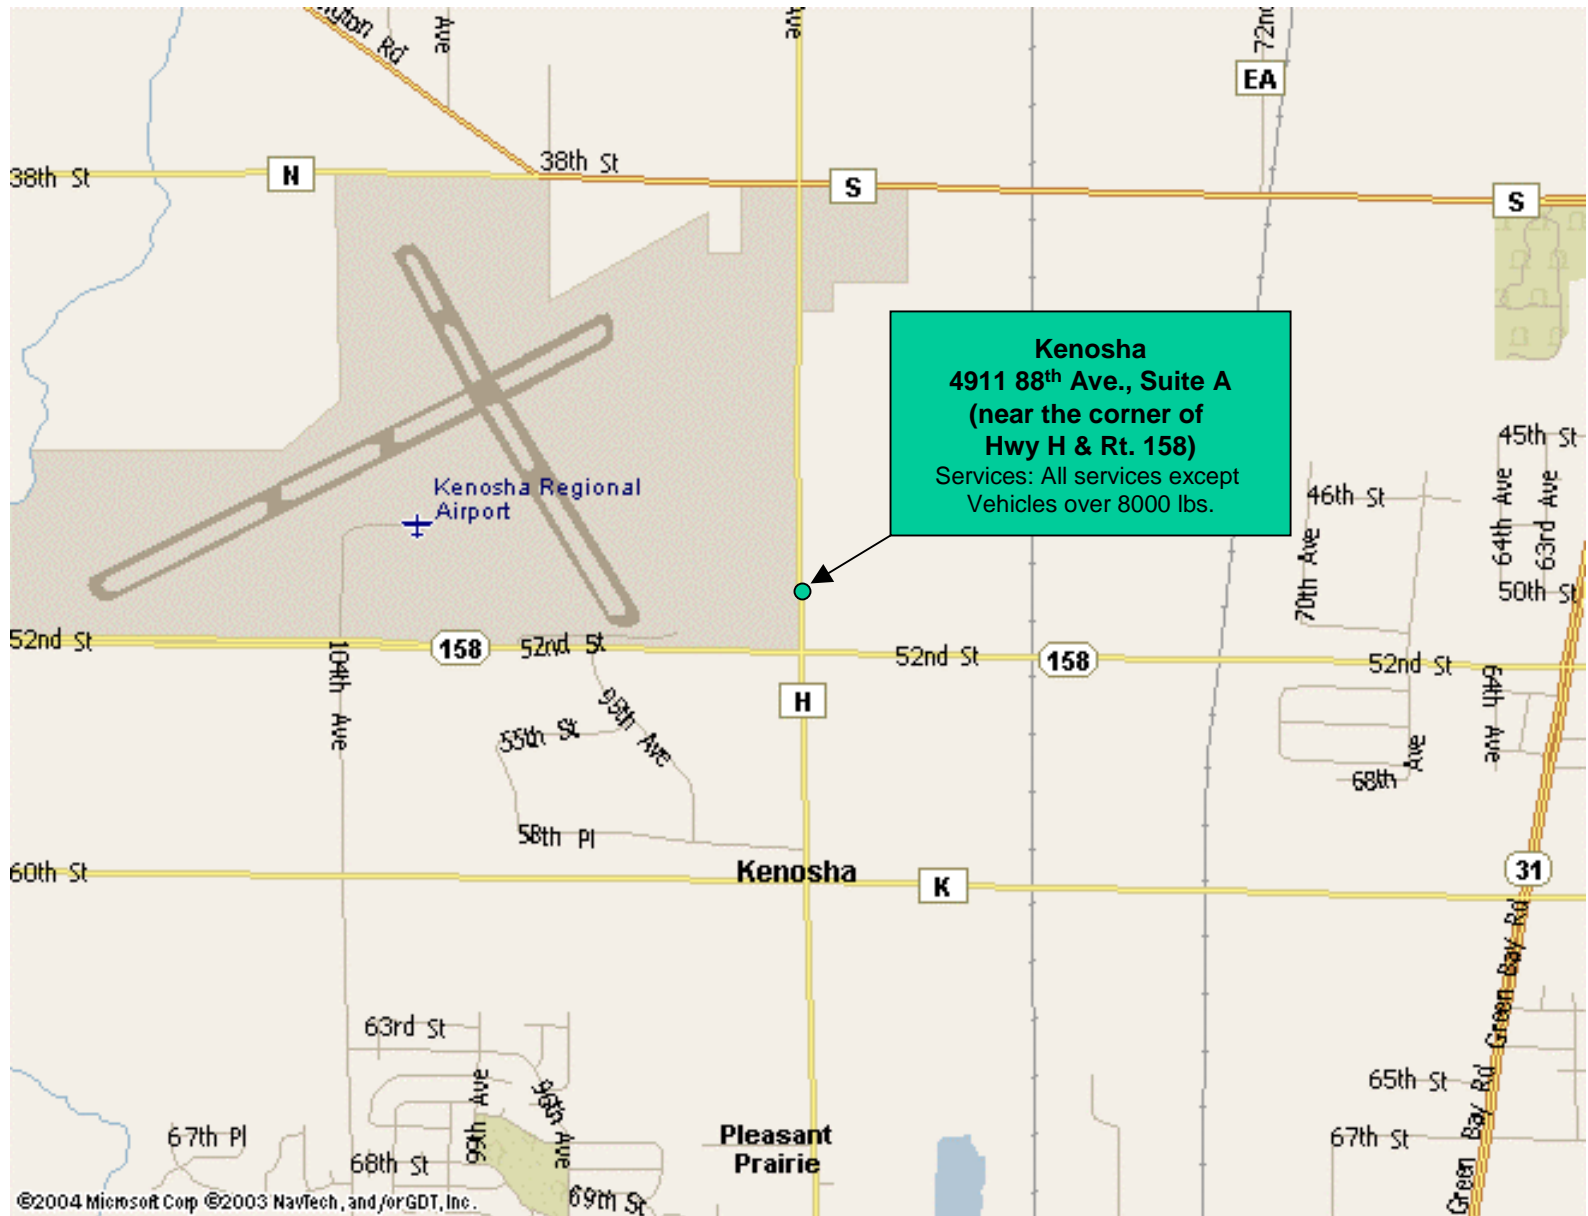 ngton Rd
Ave
Ave
72nd
EA
38th St
N
38th St
S
S
Kenosha
4911 88th Ave., Suite A
(near the corner of
Hwy H & Rt. 158)
Services: All services except
Vehicles over 8000 lbs.
Kenosha Regional
Airport
45th St
46th St
64th Ave
63rd Ave
70th Ave
50th St
52nd St
158
52nd St
52nd St
158
52nd St
104th Ave
H
95th Ave
55th St
64th Ave
Ave
68th
58th Pl
60th St
Kenosha
K
31
Green Bay Rd
63rd St
99th Ave
96th Ave
65th St
Green Bay Rd
67th Pl
Pleasant
Prairie
67th St
68th St
69th St
©2004 Microsoft Corp ©2003 NavTech, and/or GDT, Inc.